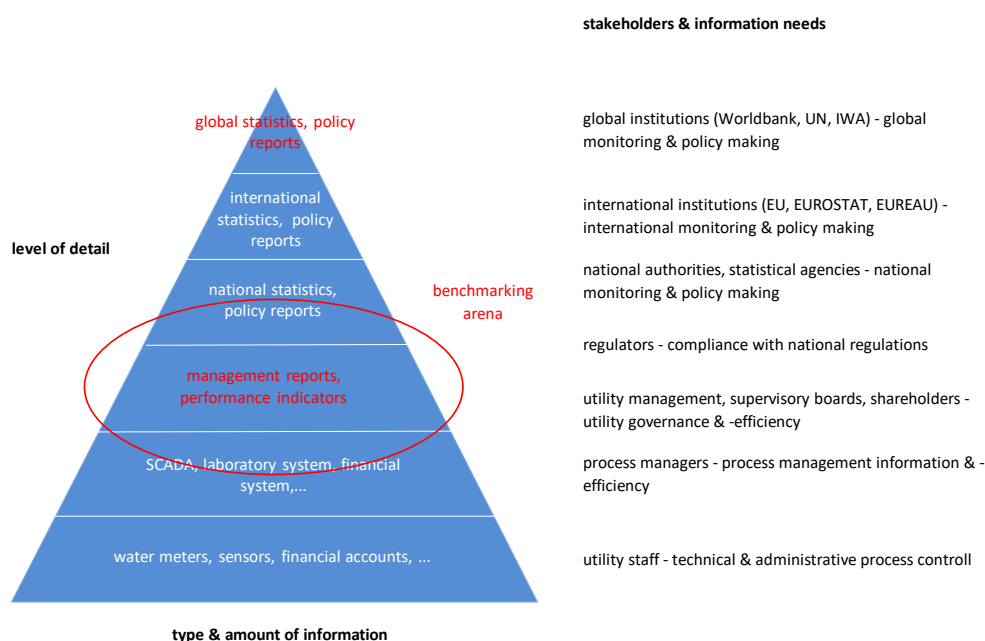 stakeholders & information needs
global statistics, policy
reports
global institutions (Worldbank, UN, IWA) - global
monitoring & policy making
international
statistics, policy
reports
international institutions (EU, EUROSTAT, EUREAU) -
international monitoring & policy making
level of detail
national statistics,
policy reports
benchmarking
arena
national authorities, statistical agencies - national
monitoring & policy making
regulators - compliance with national regulations
management reports,
performance indicators
utility management, supervisory boards, shareholders -
utility governance & -efficiency
SCADA, laboratory system, financial
system,...
process managers - process management information & -
efficiency
water meters, sensors, financial accounts, ...
utility staff - technical & administrative process controll
type & amount of information